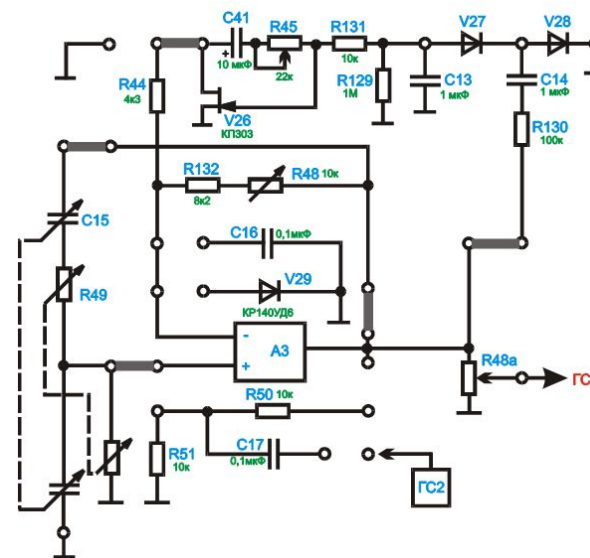 C41
R45
R131
V27
V28
10 мкФ
22к
10к
R44
4к3
R129
1М
C13
1 мкФ
C14
1 мкФ
V26
КП303
R130
100к
R132
R48 10к
8к2
C15
C16
0,1мкФ
R49
V29
КР140УД6
-
+
A3
R48a
ГС
R50 10к
R51
10к
C17
0,1мкФ
ГС2
+